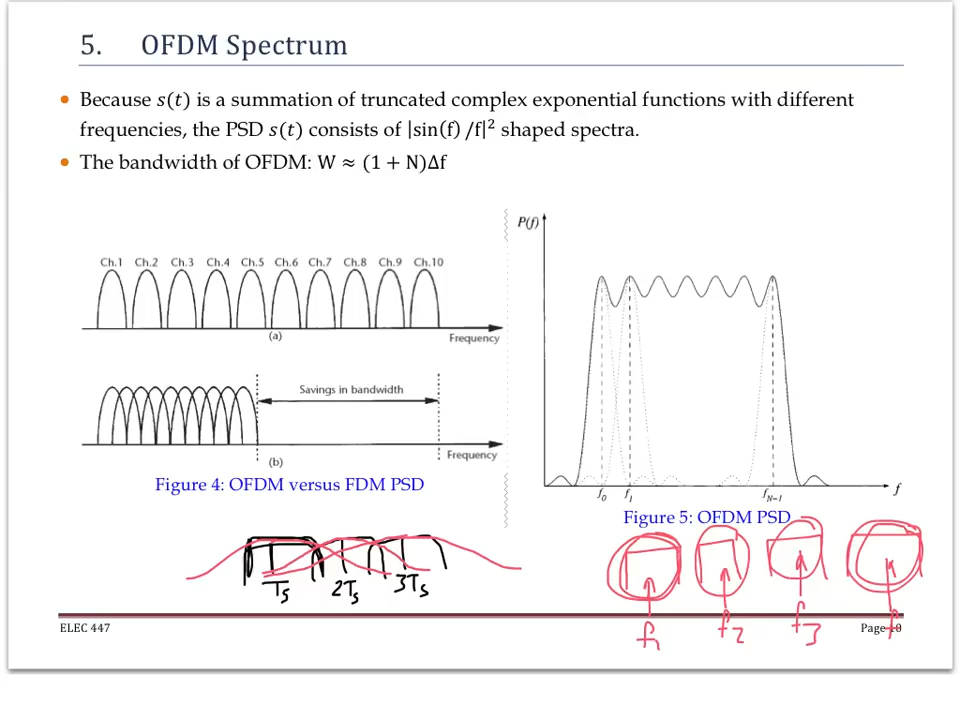 5. OFDM Spectrum
• Because s(t) is a summation of truncated complex exponential functions with different
frequencies, the PSD s(t) consists of |sin(f) /f|² shaped spectra.
• The bandwidth of OFDM: W ≈ (1 + N)Δf
Ch.1 Ch.2 Ch.3 Ch.4 Ch.5 Ch.6 Ch.7 Ch.8 Ch.9 Ch.10
(a)
Frequency
Savings in bandwidth
(b)
Frequency
Figure 4: OFDM versus FDM PSD
P(f)
f₀ f₁ f_N−1
f
Figure 5: OFDM PSD
Ts 2Ts 3Ts
f1 f2 f3 f
ELEC 447
Page 10